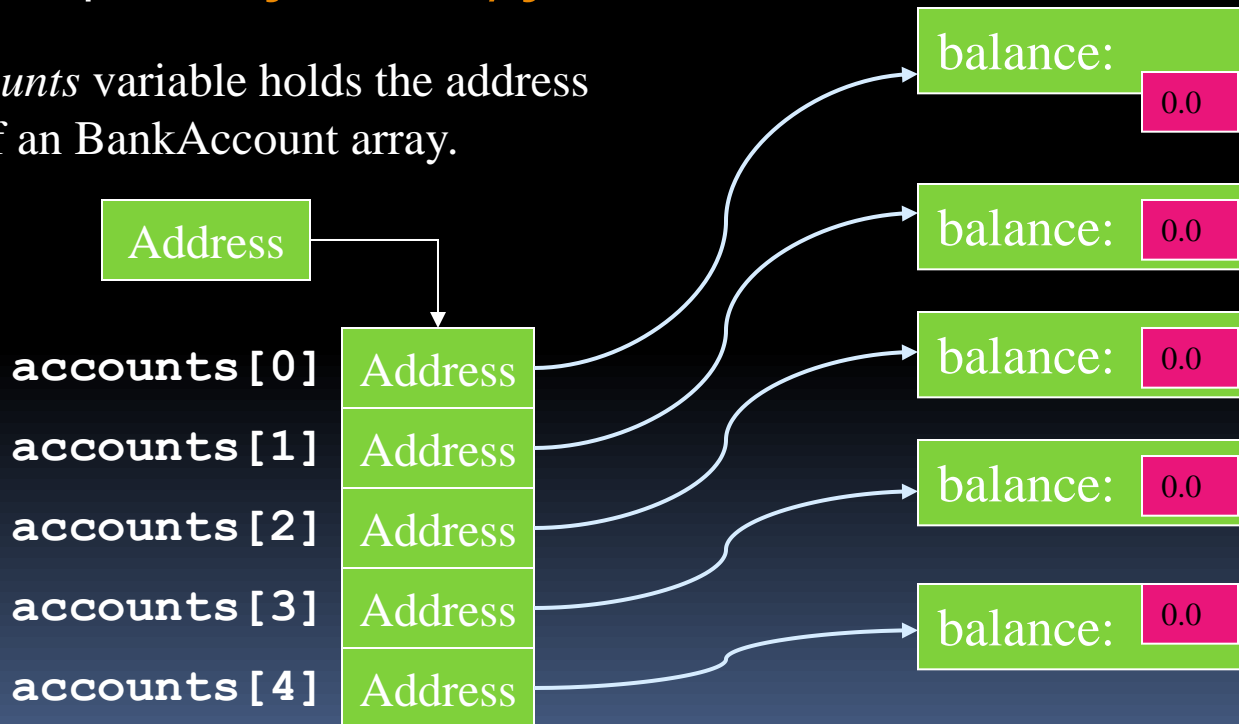 unts variable holds the address
an BankAccount array.
Address
accounts[0] Address
accounts[1] Address
accounts[2] Address
accounts[3] Address
accounts[4] Address
balance: 0.0
balance: 0.0
balance: 0.0
balance: 0.0
balance: 0.0